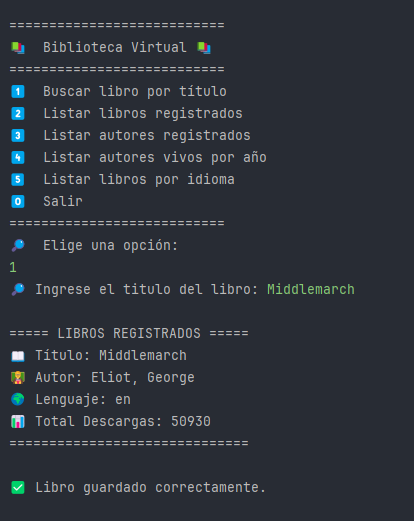 ===========================
📚 Biblioteca Virtual 📚
===========================
1️⃣ Buscar libro por titulo
2️⃣ Listar libros registrados
3️⃣ Listar autores registrados
4️⃣ Listar autores vivos por año
5️⃣ Listar libros por idioma
0️⃣ Salir
===========================
🔎 Elige una opción:
1
🔎 Ingrese el titulo del libro: Middlemarch
===== LIBROS REGISTRADOS =====
📖 Título: Middlemarch
👩‍🏫 Autor: Eliot, George
🌍 Lenguaje: en
📊 Total Descargas: 50930
==============================
✅ Libro guardado correctamente.